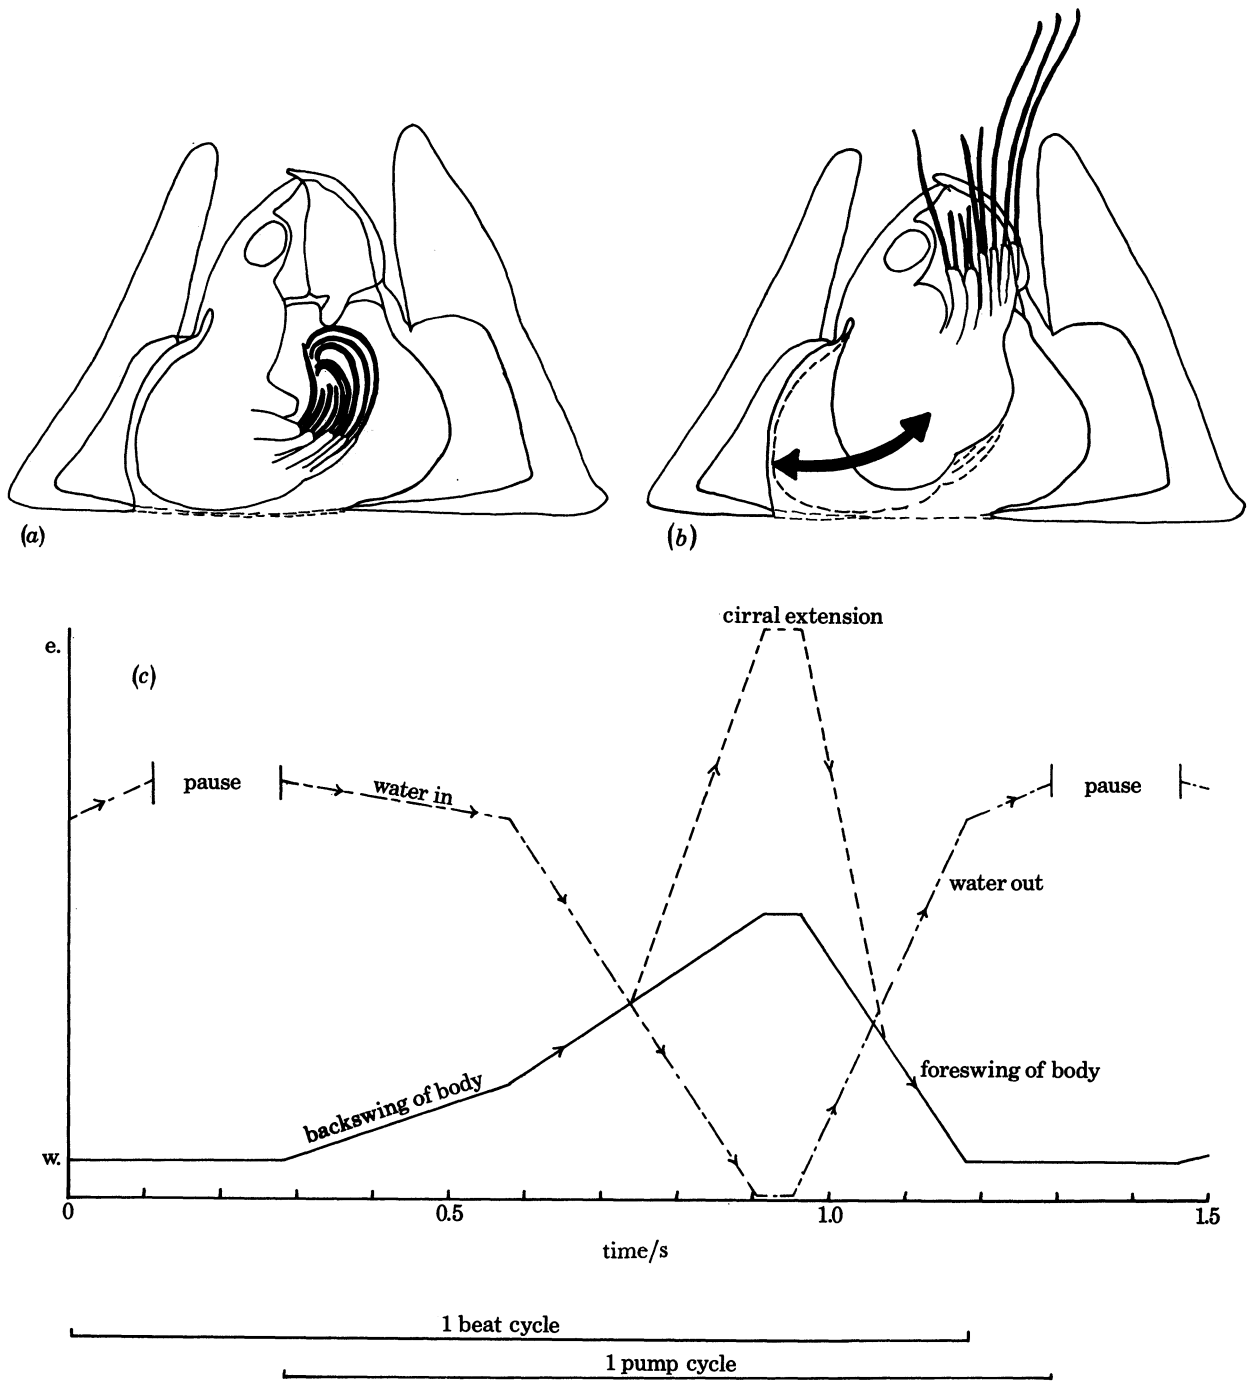 (a)
(b)
cirral extension
e.
(c)
pause
water in
pause
water out
backswing of body
foreswing of body
w.
0
0.5
1.0
1.5
time/s
1 beat cycle
1 pump cycle